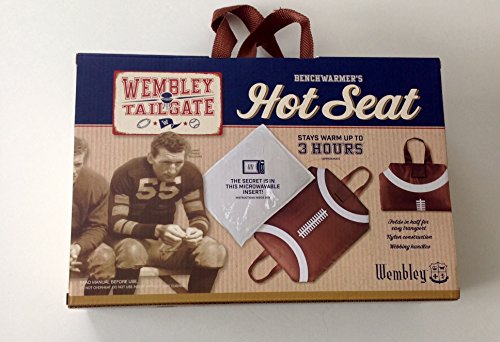 WEMBLEY
TAILGATE
BENCHWARMER'S
Hot Seat
STAYS WARM UP TO
3 HOURS
THE SECRET IS IN
THIS MICROWAVABLE
INSERT!
55
Folds in half for
easy transport
Nylon construction
Webbing handles
Wembley
READ MANUAL BEFORE USE.